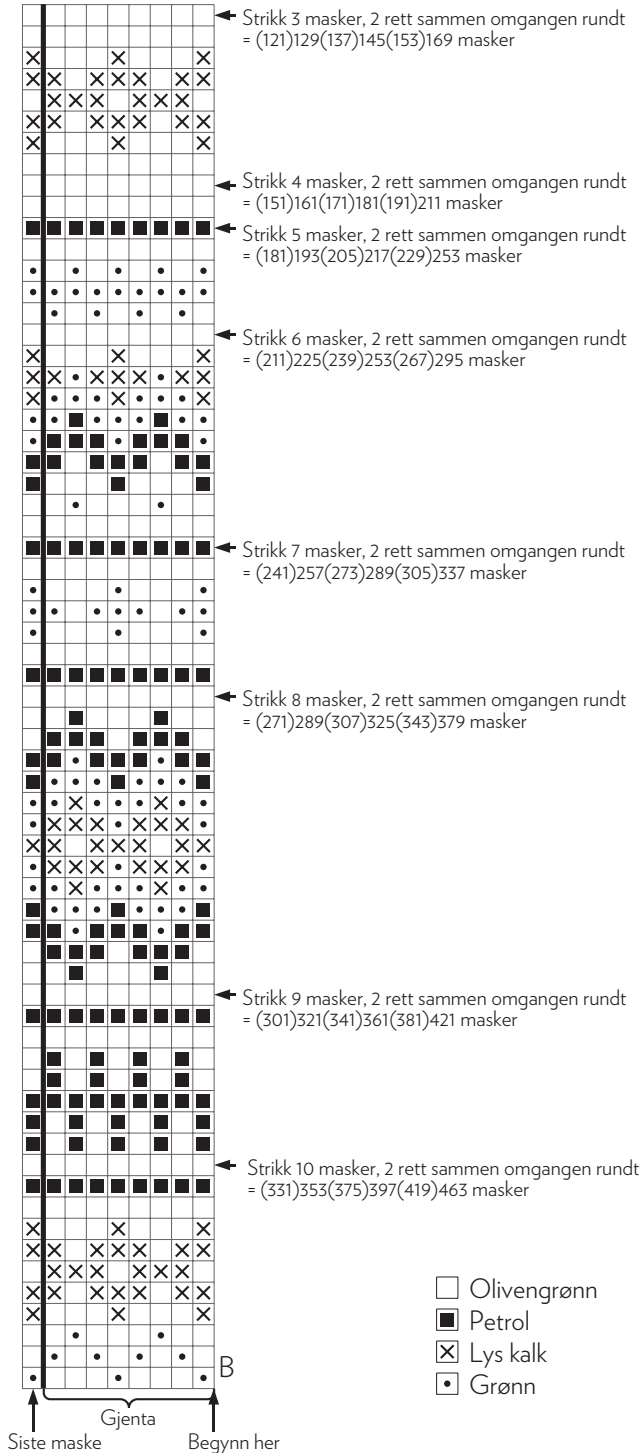 Strikk 3 masker, 2 rett sammen omgangen rundt
= (121)129(137)145(153)169 masker
Strikk 4 masker, 2 rett sammen omgangen rundt
= (151)161(171)181(191)211 masker
Strikk 5 masker, 2 rett sammen omgangen rundt
= (181)193(205)217(229)253 masker
Strikk 6 masker, 2 rett sammen omgangen rundt
= (211)225(239)253(267)295 masker
Strikk 7 masker, 2 rett sammen omgangen rundt
= (241)257(273)289(305)337 masker
Strikk 8 masker, 2 rett sammen omgangen rundt
= (271)289(307)325(343)379 masker
Strikk 9 masker, 2 rett sammen omgangen rundt
= (301)321(341)361(381)421 masker
Strikk 10 masker, 2 rett sammen omgangen rundt
= (331)353(375)397(419)463 masker
Olivengrønn
Petrol
Lys kalk
Grønn
B
Gjenta
Siste maske
Begynn her